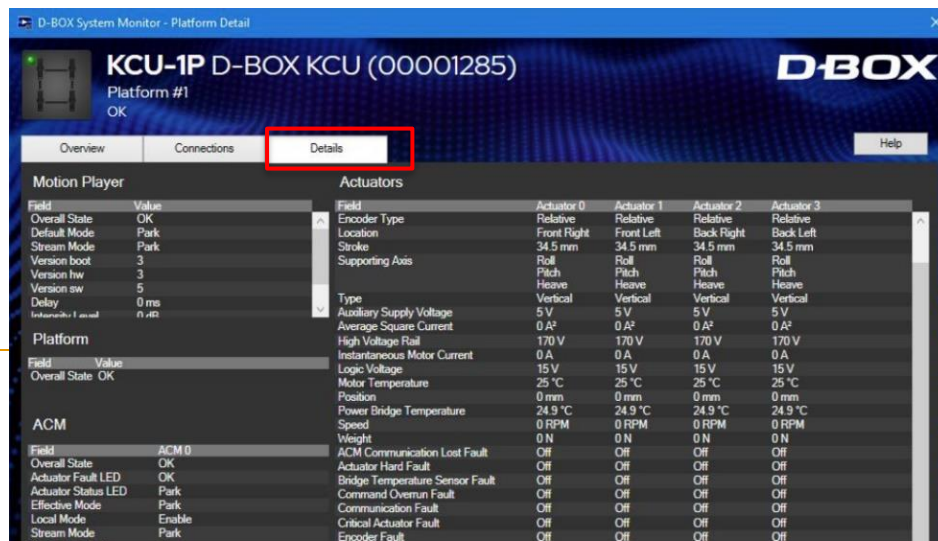 D-BOX System Monitor - Platform Detail
KCU-1P D-BOX KCU (00001285)
D-BOX
Platform #1
OK
Overview Connections Details Help
Motion Player
Field Value
Overall State OK
Default Mode Park
Stream Mode Park
Version boot 3
Version hw 3
Version sw 5
Delay 0 ms
Intensity Level 0 dB
Platform
Field Value
Overall State OK
ACM
Field ACM 0
Overall State OK
Actuator Fault LED OK
Actuator Status LED Park
Effective Mode Park
Local Mode Enable
Stream Mode Park
Actuators
Field Actuator 0 Actuator 1 Actuator 2 Actuator 3
Encoder Type Relative Relative Relative Relative
Location Front Right Front Left Back Right Back Left
Stroke 34.5 mm 34.5 mm 34.5 mm 34.5 mm
Supporting Axis Roll Roll Roll Roll
Pitch Pitch Pitch Pitch
Heave Heave Heave Heave
Type Vertical Vertical Vertical Vertical
Auxiliary Supply Voltage 5 V 5 V 5 V 5 V
Average Square Current 0 A² 0 A² 0 A² 0 A²
High Voltage Rail 170 V 170 V 170 V 170 V
Instantaneous Motor Current 0 A 0 A 0 A 0 A
Logic Voltage 15 V 15 V 15 V 15 V
Motor Temperature 25 °C 25 °C 25 °C 25 °C
Position 0 mm 0 mm 0 mm 0 mm
Power Bridge Temperature 24.9 °C 24.9 °C 24.9 °C 24.9 °C
Speed 0 RPM 0 RPM 0 RPM 0 RPM
Weight 0 N 0 N 0 N 0 N
ACM Communication Lost Fault Off Off Off Off
Actuator Hard Fault Off Off Off Off
Bridge Temperature Sensor Fault Off Off Off Off
Command Overrun Fault Off Off Off Off
Communication Fault Off Off Off Off
Critical Actuator Fault Off Off Off Off
Encoder Fault Off Off Off Off